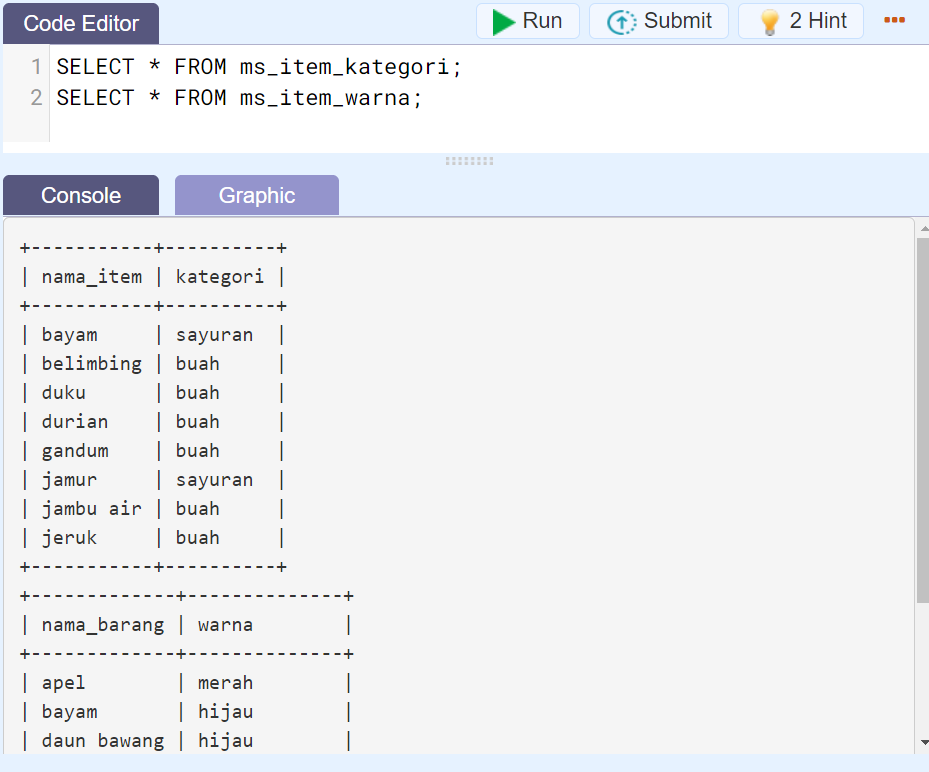 Code Editor Run Submit 2 Hint
1 SELECT * FROM ms_item_kategori;
2 SELECT * FROM ms_item_warna;
Console Graphic
+-----------+----------+
| nama_item | kategori |
+-----------+----------+
| bayam     | sayuran  |
| belimbing | buah     |
| duku      | buah     |
| durian    | buah     |
| gandum    | buah     |
| jamur     | sayuran  |
| jambu air | buah     |
| jeruk     | buah     |
+-----------+----------+
+-------------+--------------+
| nama_barang | warna        |
+-------------+--------------+
| apel        | merah        |
| bayam       | hijau        |
| daun bawang | hijau        |